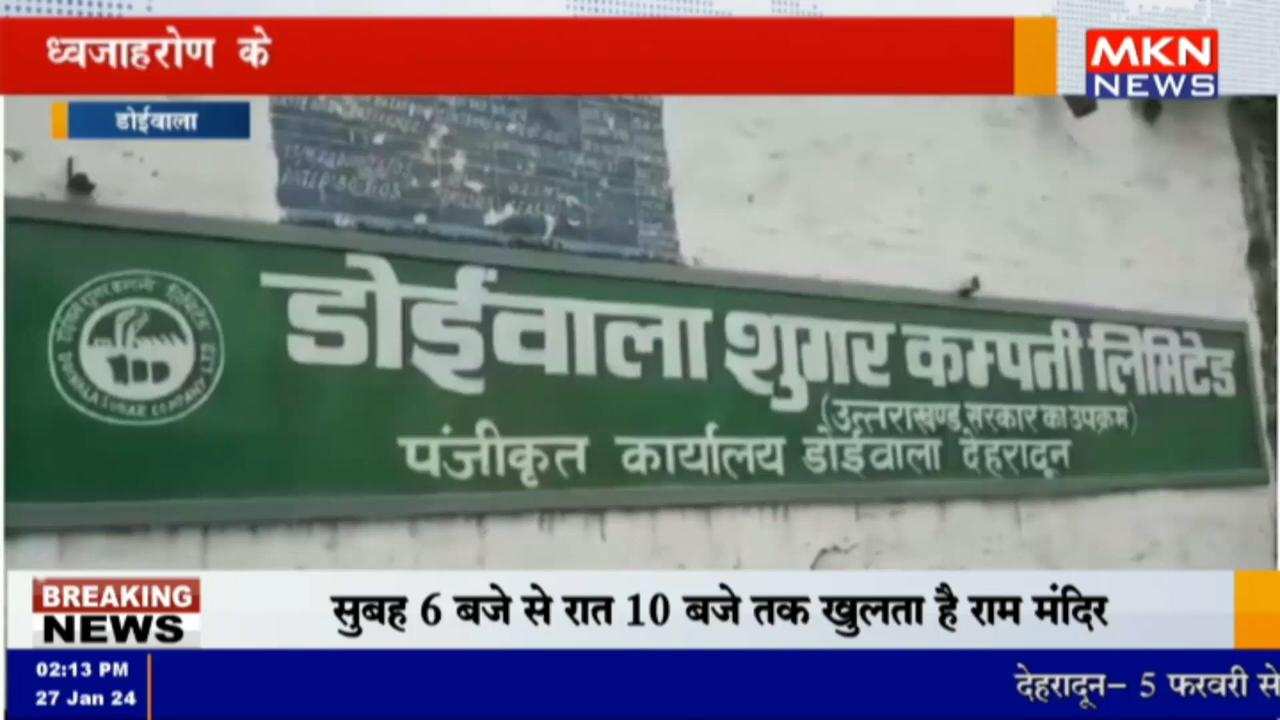 ध्वजाहरोण के
MKN
NEWS
डोईवाला
डोईवाला शुगर कम्पनी लिमिटेड
(उत्तराखण्ड सरकार का उपक्रम)
पंजीकृत कार्यालय डोईवाला देहरादून
BREAKING
NEWS
सुबह 6 बजे से रात 10 बजे तक खुलता है राम मंदिर
02:13 PM
27 Jan 24
देहरादून- 5 फरवरी से